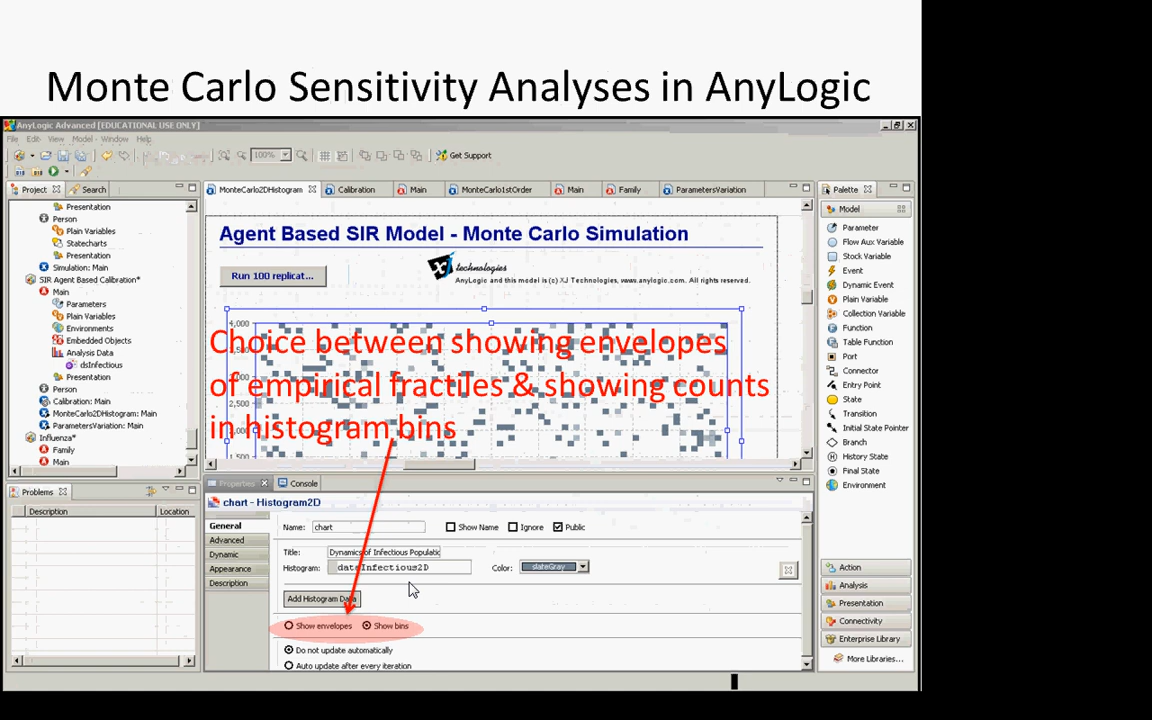 Monte Carlo Sensitivity Analyses in AnyLogic
AnyLogic Advanced [EDUCATIONAL USE ONLY]
File Edit View Model Window Help
100% Get Support
Project Search
Presentation
Person
Plain Variables
Statecharts
Presentation
Simulation: Main
SIR Agent Based Calibration*
Main
Parameters
Plain Variables
Environments
Embedded Objects
Analysis Data
dsInfectious
Presentation
Person
Calibration: Main
MonteCarlo2DHistogram: Main
ParametersVariation: Main
Influenza*
Family
Main
Problems
Description Location
MonteCarlo2DHistogram Calibration Main MonteCarlo1stOrder Main Family ParametersVariation
Agent Based SIR Model - Monte Carlo Simulation
Run 100 replicat...
XJ technologies
AnyLogic and this model is (c) XJ Technologies, www.anylogic.com. All rights reserved.
4,000
2,500
Choice between showing envelopes
of empirical fractiles & showing counts
in histogram bins
Properties Console
chart - Histogram2D
General
Advanced
Dynamic
Appearance
Description
Name: chart Show Name Ignore Public
Title: Dynamics of Infectious Populatic
Histogram: dataInfectious2D Color: slateGray
Add Histogram Data
Show envelopes Show bins
Do not update automatically
Auto update after every iteration
Palette
Model
Parameter
Flow Aux Variable
Stock Variable
Event
Dynamic Event
Plain Variable
Collection Variable
Function
Table Function
Port
Connector
Entry Point
State
Transition
Initial State Pointer
Branch
History State
Final State
Environment
Action
Analysis
Presentation
Connectivity
Enterprise Library
More Libraries...